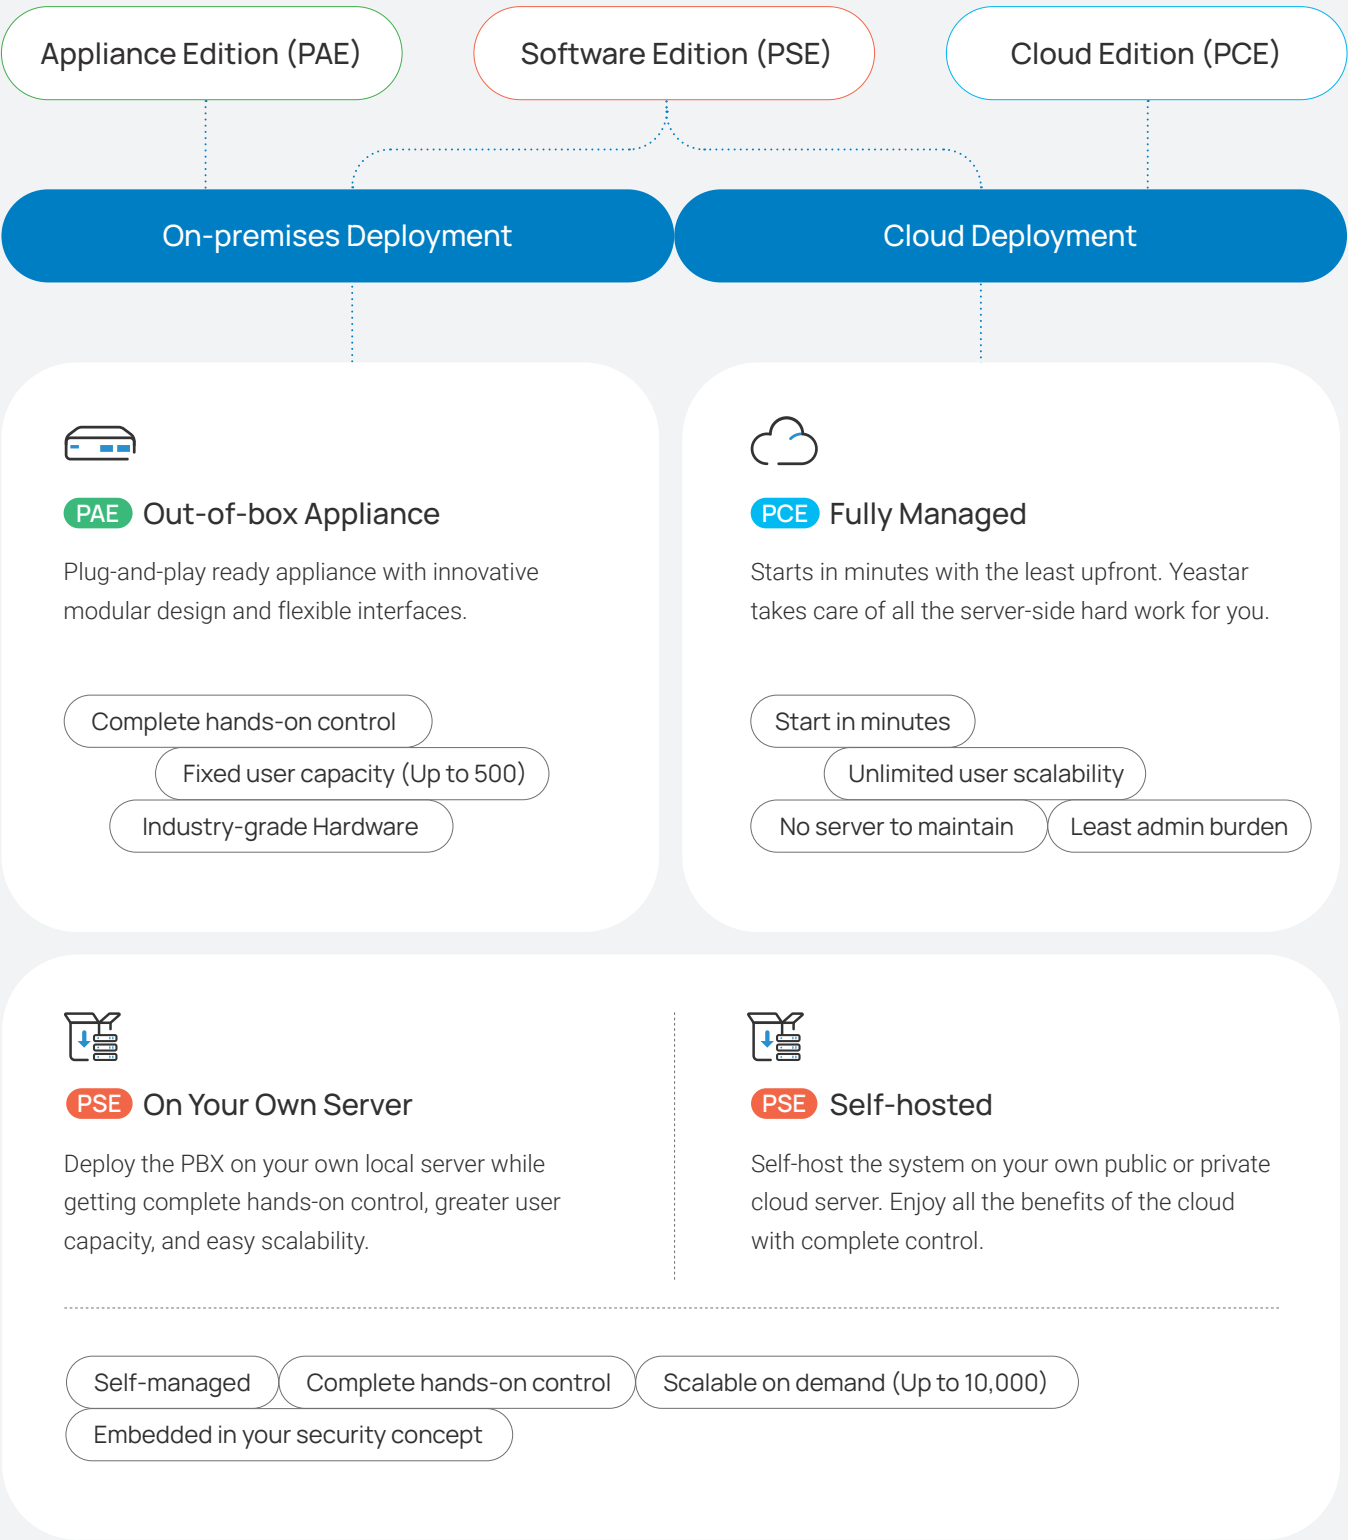 Appliance Edition (PAE)
Software Edition (PSE)
Cloud Edition (PCE)
On-premises Deployment
Cloud Deployment
PAE Out-of-box Appliance
Plug-and-play ready appliance with innovative
modular design and flexible interfaces.
Complete hands-on control
Fixed user capacity (Up to 500)
Industry-grade Hardware
PCE Fully Managed
Starts in minutes with the least upfront. Yeastar
takes care of all the server-side hard work for you.
Start in minutes
Unlimited user scalability
No server to maintain
Least admin burden
PSE On Your Own Server
Deploy the PBX on your own local server while
getting complete hands-on control, greater user
capacity, and easy scalability.
PSE Self-hosted
Self-host the system on your own public or private
cloud server. Enjoy all the benefits of the cloud
with complete control.
Self-managed
Complete hands-on control
Scalable on demand (Up to 10,000)
Embedded in your security concept